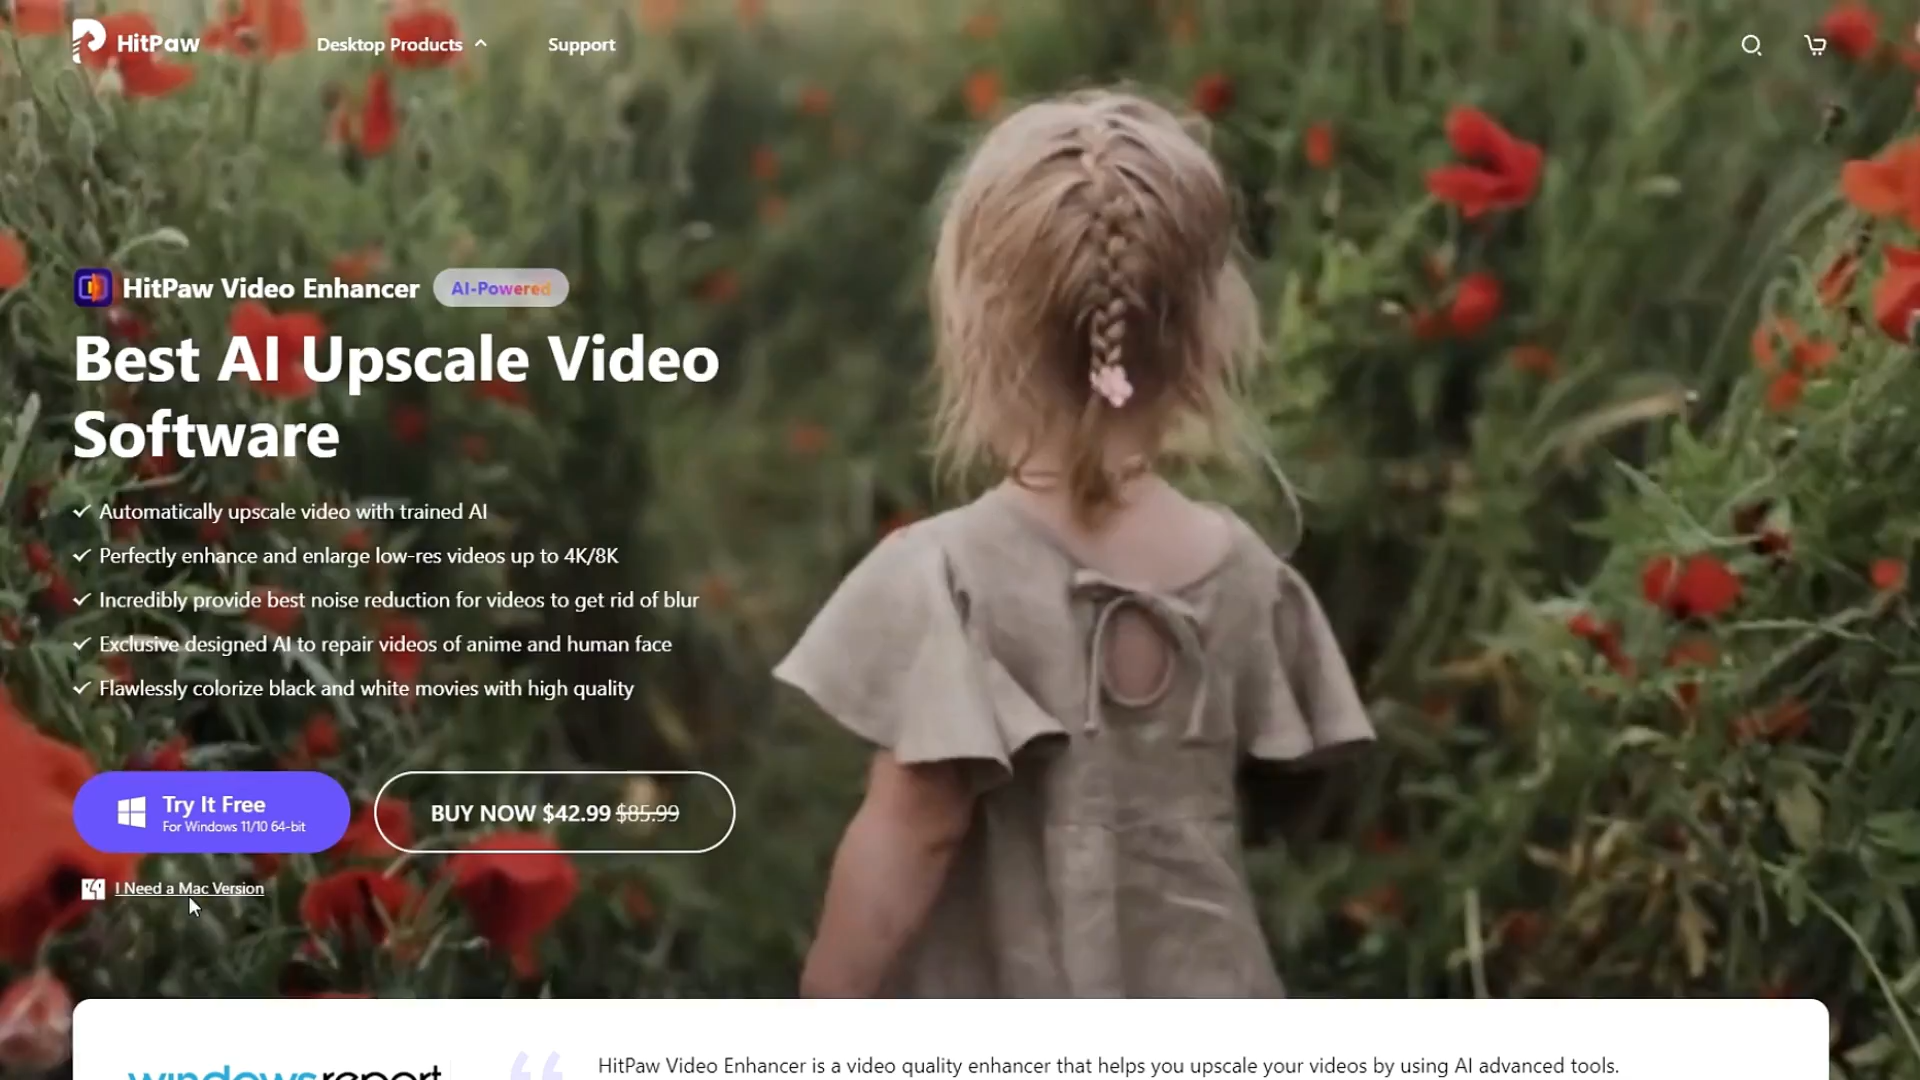 HitPaw
Desktop Products
Support
HitPaw Video Enhancer
AI-Powered
Best AI Upscale Video
Software
Automatically upscale video with trained AI
Perfectly enhance and enlarge low-res videos up to 4K/8K
Incredibly provide best noise reduction for videos to get rid of blur
Exclusive designed AI to repair videos of anime and human face
Flawlessly colorize black and white movies with high quality
Try It Free
For Windows 11/10 64-bit
BUY NOW $42.99 $85.99
I Need a Mac Version
windowsreport
HitPaw Video Enhancer is a video quality enhancer that helps you upscale your videos by using AI advanced tools.